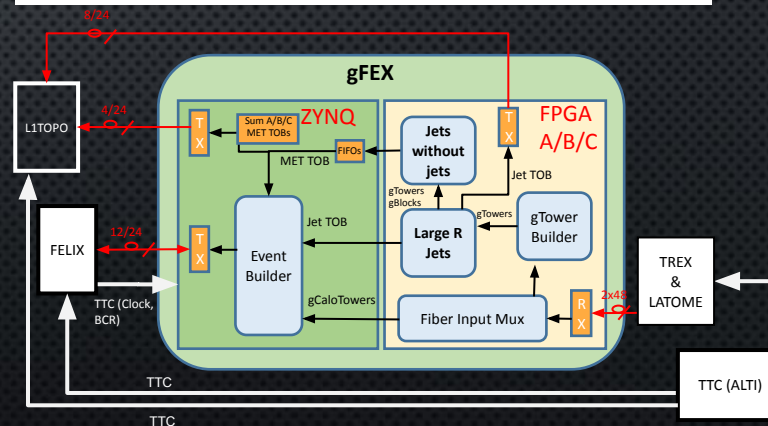 8/24
gFEX
L1TOPO
4/24
T
X
Sum A/B/C
MET TOBs
ZYNQ
FIFOs
MET TOB
Jets
without
jets
T
X
FPGA
A/B/C
Jet TOB
gTowers
gBlocks
gTowers
gTower
Builder
Large R
Jets
Jet TOB
FELIX
12/24
T
X
Event
Builder
TTC (Clock,
BCR)
gCaloTowers
Fiber Input Mux
R
X
2x48
TREX
&
LATOME
TTC (ALTI)
TTC
TTC